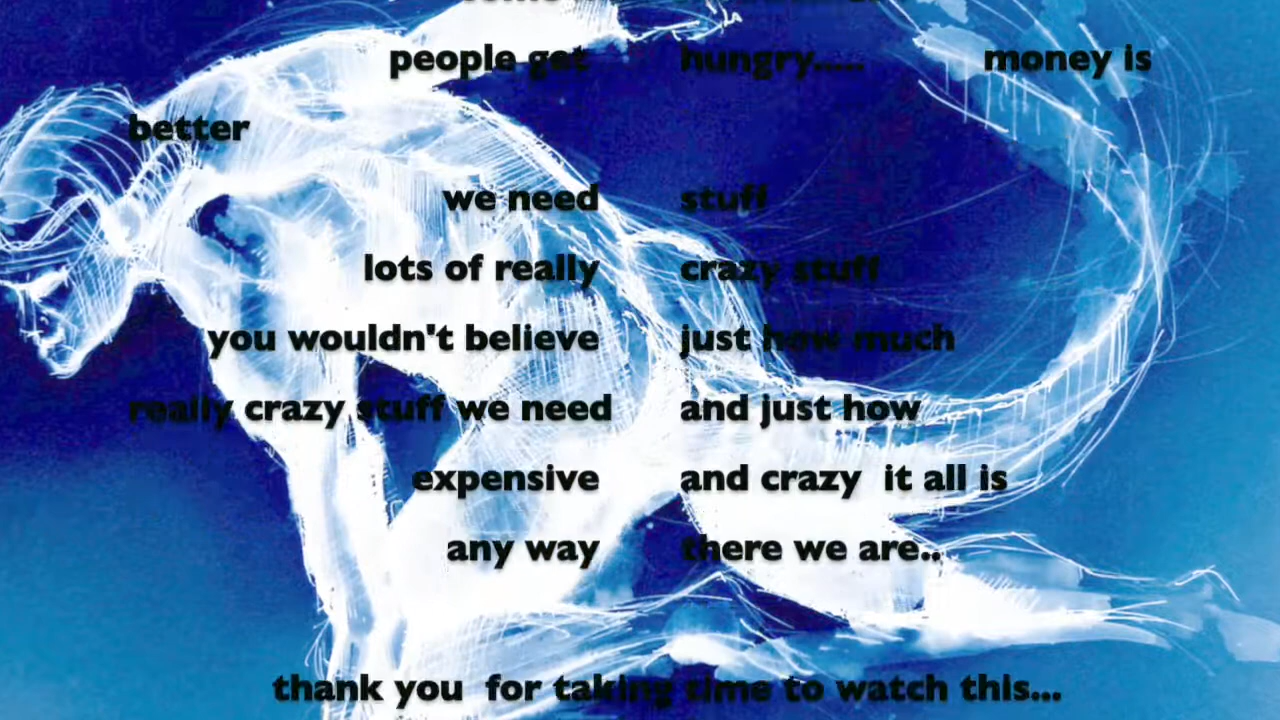 people get hungry..... money is
better
we need stuff
lots of really crazy stuff
you wouldn't believe just how much
really crazy stuff we need and just how
expensive and crazy it all is
any way there we are..
thank you for taking time to watch this...